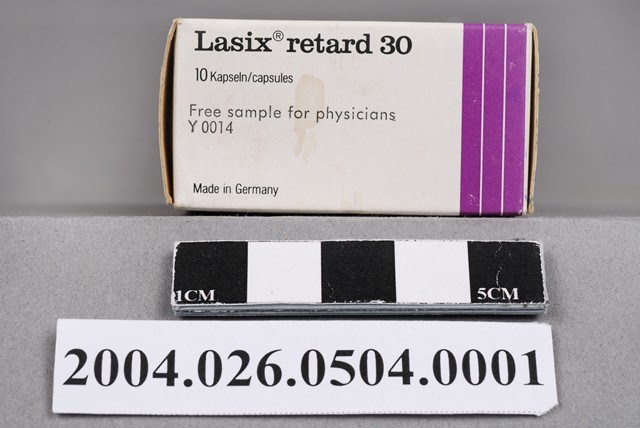 Lasix® retard 30
10 Kapseln/capsules
Free sample for physicians
Y 0014
Made in Germany
1CM 5CM
2004.026.0504.0001